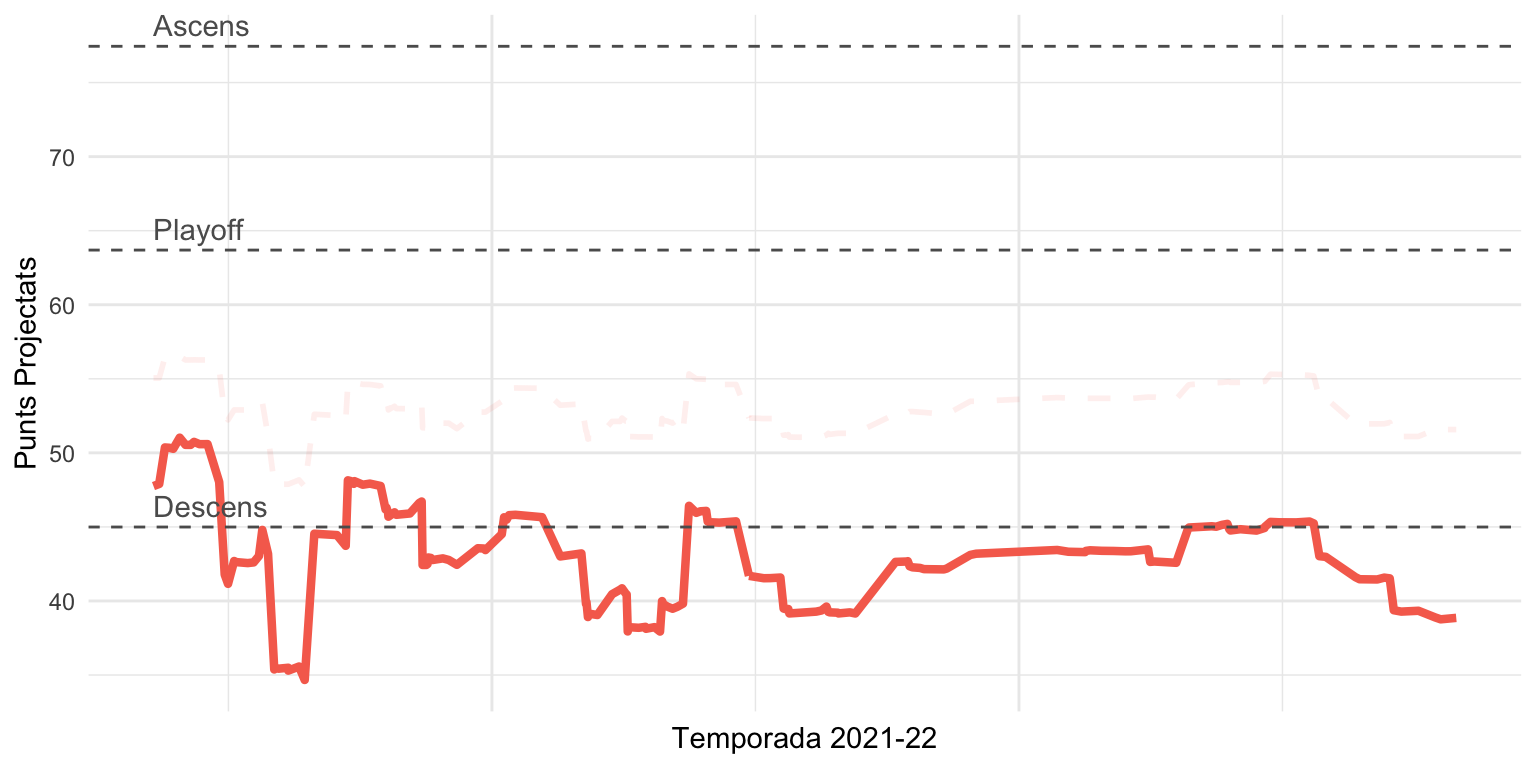 Ascens
70
Playoff
60
50
Descens
40
Punts Projectats
Temporada 2021-22